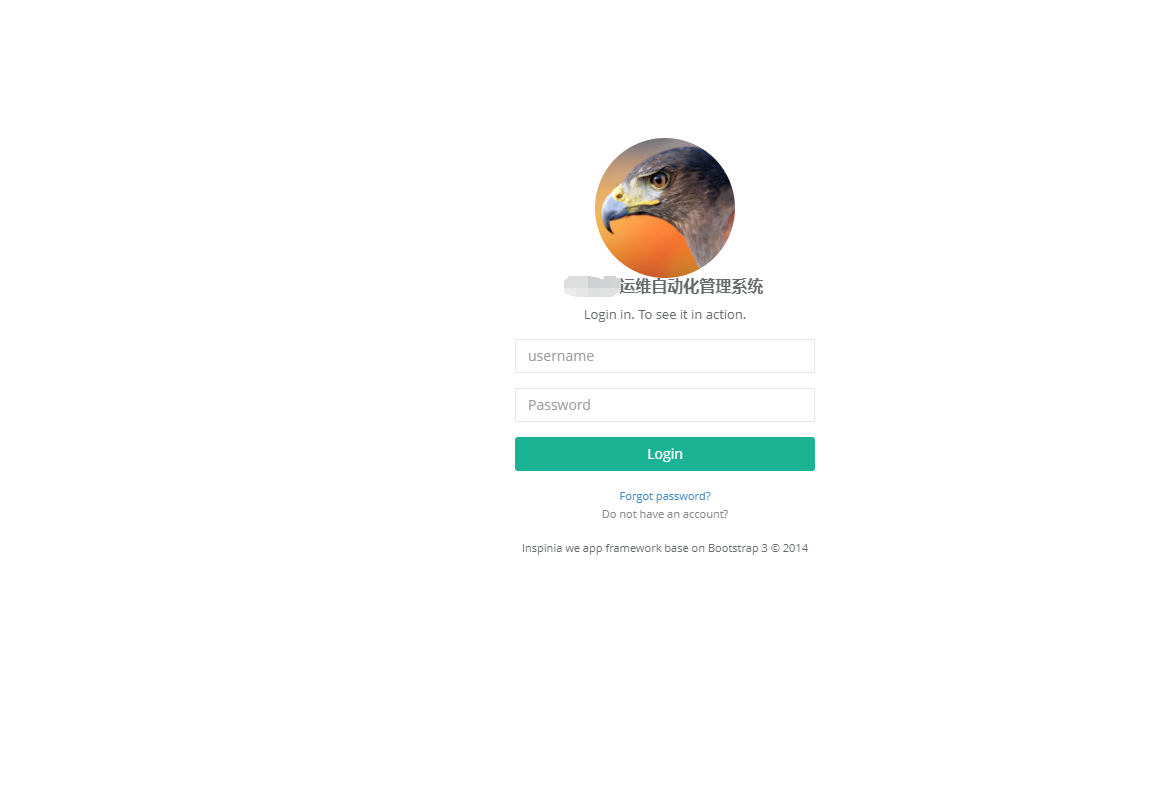 运维自动化管理系统
Login in. To see it in action.
username
Password
Login
Forgot password?
Do not have an account?
Inspinia we app framework base on Bootstrap 3 © 2014